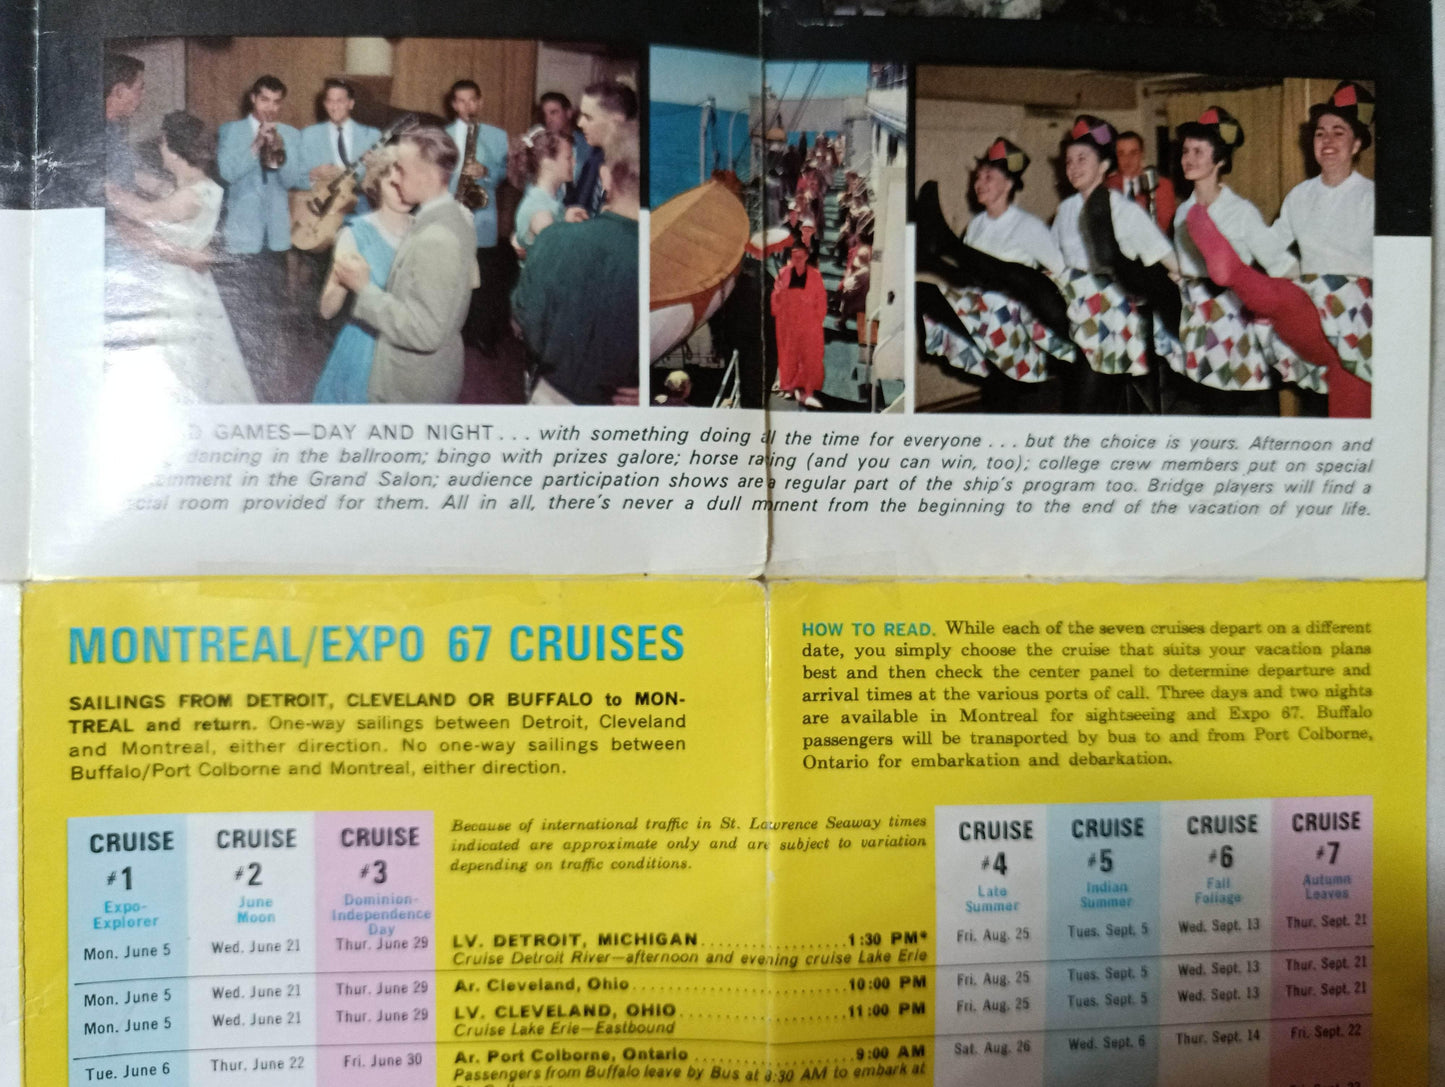 D GAMES—DAY AND NIGHT . . . with something doing all the time for everyone . . . but the choice is yours. Afternoon and
dancing in the ballroom; bingo with prizes galore; horse racing (and you can win, too); college crew members put on special
in the Grand Salon; audience participation shows are a regular part of the ship's program too. Bridge players will find a
room provided for them. All in all, there's never a dull moment from the beginning to the end of the vacation of your life.
MONTREAL/EXPO 67 CRUISES
SAILINGS FROM DETROIT, CLEVELAND OR BUFFALO to MON-
TREAL and return. One-way sailings between Detroit, Cleveland
and Montreal, either direction. No one-way sailings between
Buffalo/Port Colborne and Montreal, either direction.
HOW TO READ. While each of the seven cruises depart on a different
date, you simply choose the cruise that suits your vacation plans
best and then check the center panel to determine departure and
arrival times at the various ports of call. Three days and two nights
are available in Montreal for sightseeing and Expo 67. Buffalo
passengers will be transported by bus to and from Port Colborne,
Ontario for embarkation and debarkation.
CRUISE #1 Expo-Explorer
CRUISE #2 June Moon
CRUISE #3 Dominion-Independence Day
Because of international traffic in St. Lawrence Seaway times
indicated are approximate only and are subject to variation
depending on traffic conditions.
CRUISE #4 Late Summer
CRUISE #5 Indian Summer
CRUISE #6 Fall Foliage
CRUISE #7 Autumn Leaves
Mon. June 5 Wed. June 21 Thur. June 29 LV. DETROIT, MICHIGAN 1:30 PM* Fri. Aug. 25 Tues. Sept. 5 Wed. Sept. 13 Thur. Sept. 21
Cruise Detroit River—afternoon and evening cruise Lake Erie
Mon. June 5 Wed. June 21 Thur. June 29 Ar. Cleveland, Ohio 10:00 PM Fri. Aug. 25 Tues. Sept. 5 Wed. Sept. 13 Thur. Sept. 21
Mon. June 5 Wed. June 21 Thur. June 29 LV. CLEVELAND, OHIO 11:00 PM Fri. Aug. 25 Tues. Sept. 5 Wed. Sept. 13 Thur. Sept. 21
Cruise Lake Erie—Eastbound
Tue. June 6 Thur. June 22 Fri. June 30 Ar. Port Colborne, Ontario 9:00 AM Sat. Aug. 26 Wed. Sept. 6 Thur. Sept. 14 Fri. Sept. 22
Passengers from Buffalo leave by Bus at 8:30 AM to embark at